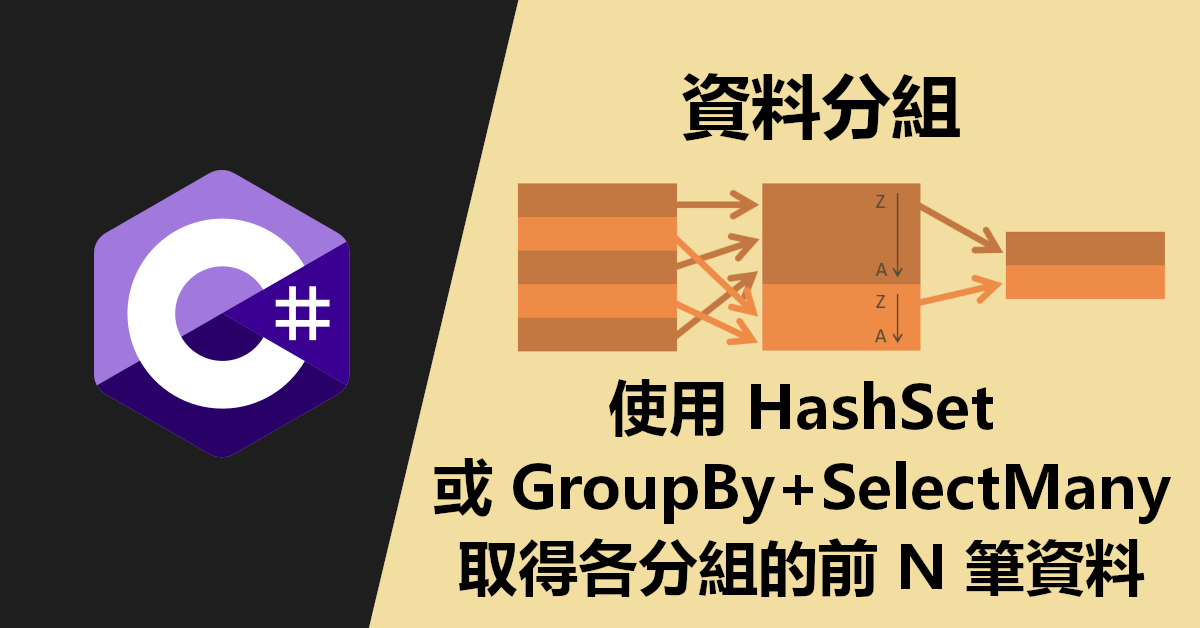 C#
資料分組
Z
A
Z
A
使用 HashSet
或 GroupBy+SelectMany
取得各分組的前 N 筆資料